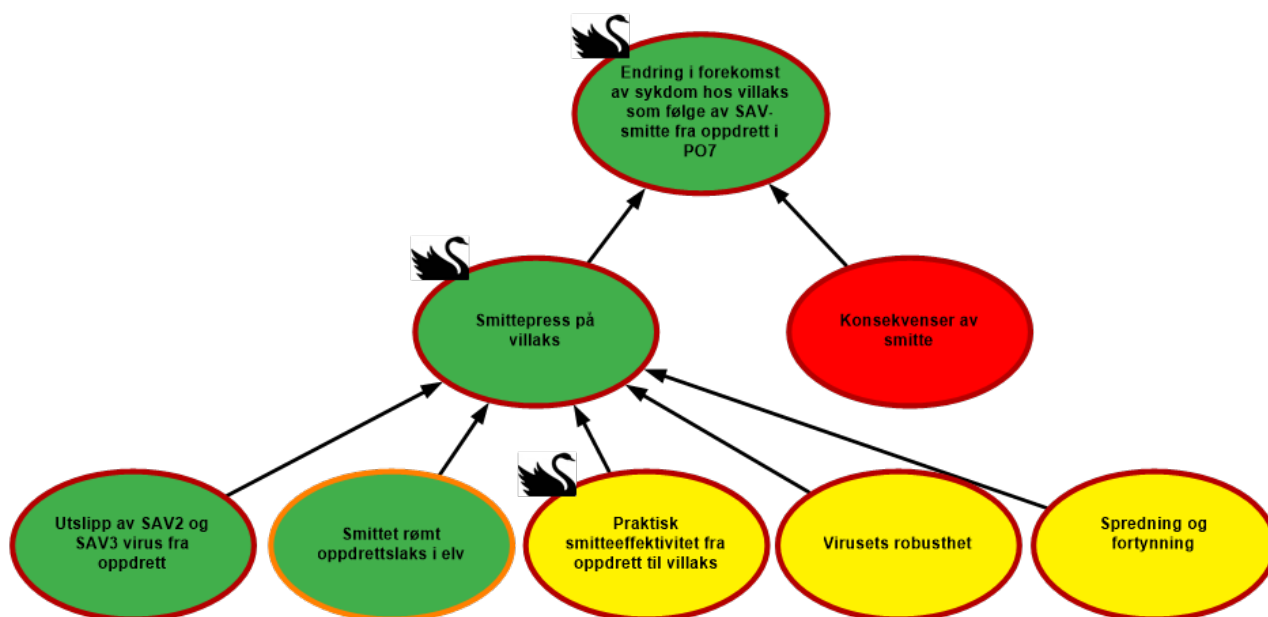 Endring i forekomst
av sykdom hos villaks
som følge av SAV-
smitte fra oppdrett i
PO7
Smittepress på
villaks
Konsekvenser av
smitte
Utslipp av SAV2 og
SAV3 virus fra
oppdrett
Smittet rømt
oppdrettslaks i elv
Praktisk
smitteeffektivitet fra
oppdrett til villaks
Virusets robusthet
Spredning og
fortynning